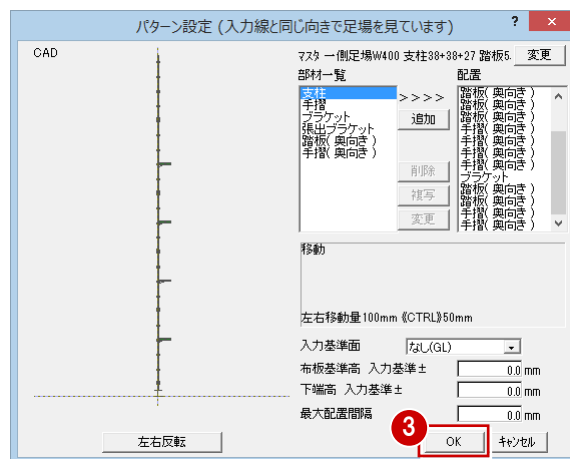 パターン設定 (入力線と同じ向きで足場を見ています)
?
×
CAD
マスタ 一側足場W400 支柱38+38+27 踏板5.
変更
部材一覧
配置
支柱
手摺
ブラケット
張出ブラケット
踏板( 奥向き )
手摺( 奥向き )
>>>>
追加
削除
複写
変更
踏板( 奥向き )
踏板( 奥向き )
手摺( 奥向き )
手摺( 奥向き )
手摺( 奥向き )
手摺( 奥向き )
ブラケット
踏板( 奥向き )
踏板( 奥向き )
手摺( 奥向き )
手摺( 奥向き )
移動
左右移動量100mm 《CTRL》50mm
入力基準面
なし(GL)
布板基準高 入力基準±
0.0 mm
下端高 入力基準±
0.0 mm
最大配置間隔
0.0 mm
3
左右反転
OK
キャンセル